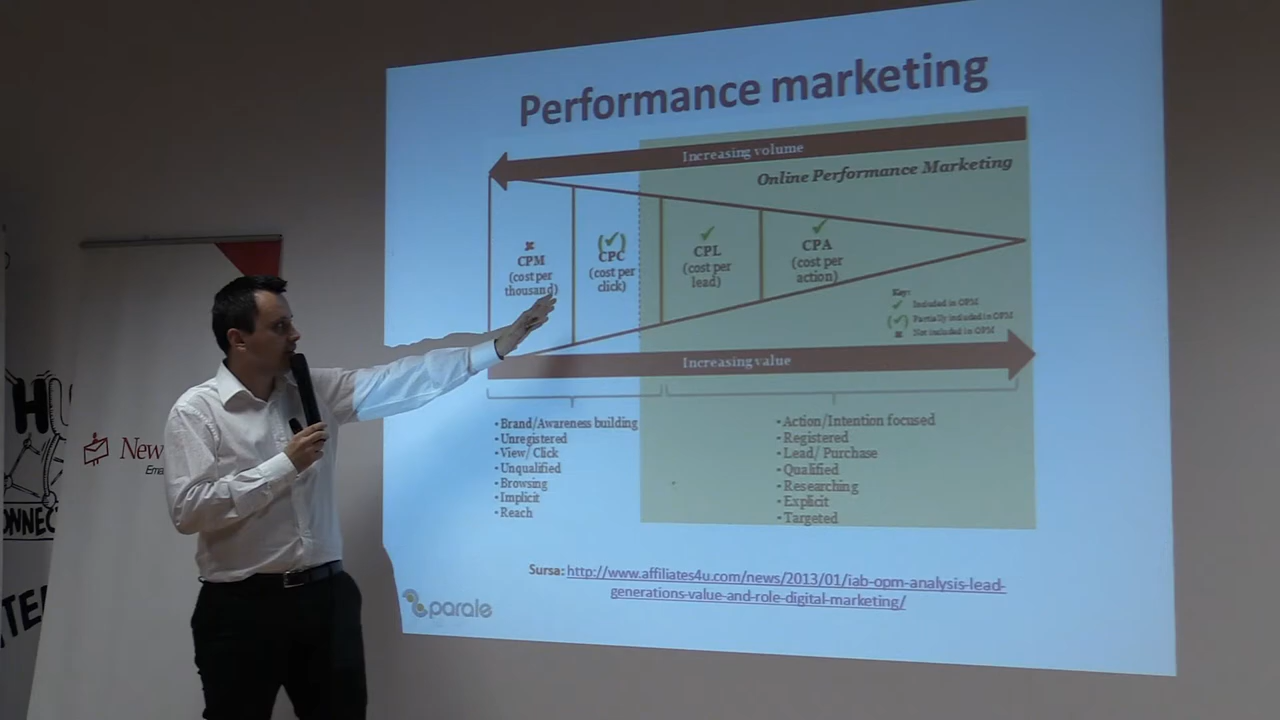 Performance marketing
Increasing volume
Online Performance Marketing
CPM
(cost per
thousand)
CPC
(cost per
click)
CPL
(cost per
lead)
CPA
(cost per
action)
Key:
Included in OPM
Partially included in OPM
Not included in OPM
Increasing value
• Brand/Awareness building
• Unregistered
• View/ Click
• Unqualified
• Browsing
• Implicit
• Reach
• Action/Intention focused
• Registered
• Lead/ Purchase
• Qualified
• Researching
• Explicit
• Targeted
Sursa: http://www.affiliates4u.com/news/2013/01/iab-opm-analysis-lead-
generations-value-and-role-digital-marketing/
parale
New
Ema